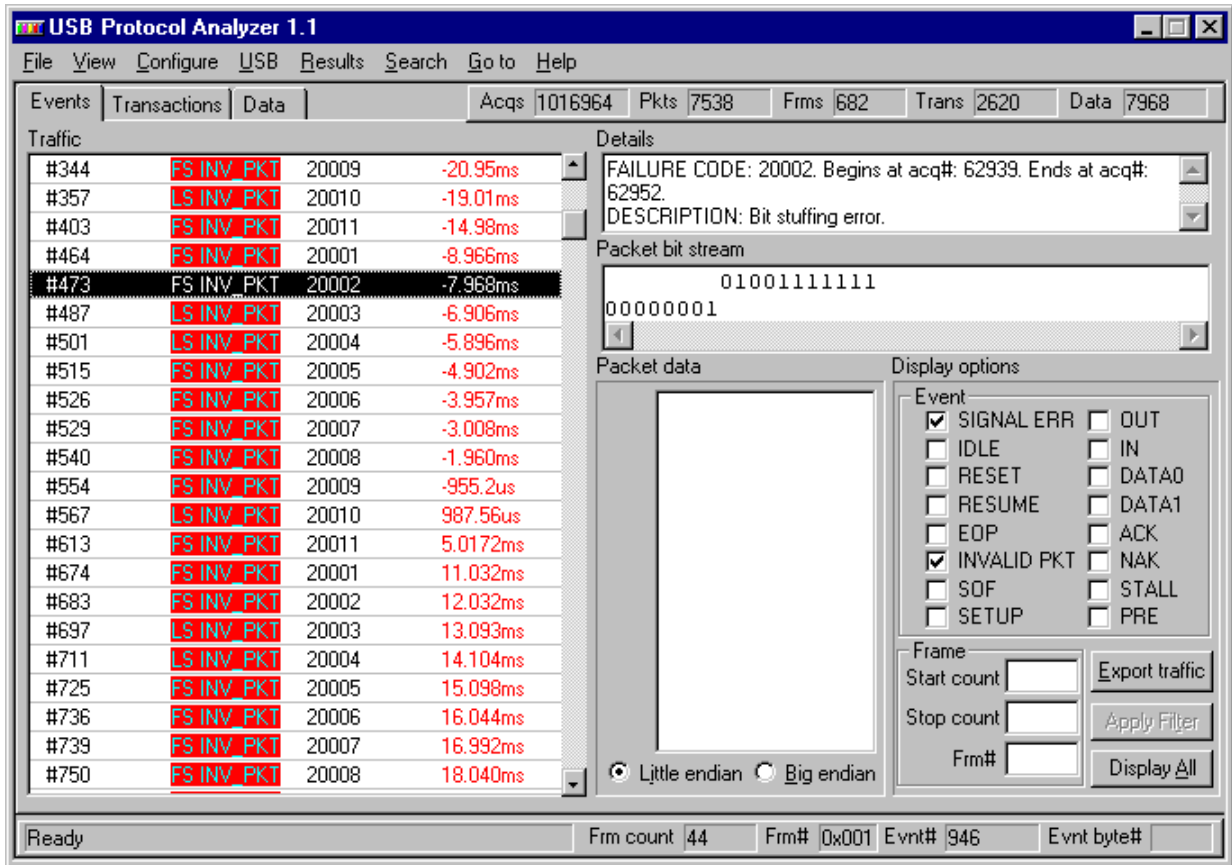 USB Protocol Analyzer 1.1
File View Configure USB Results Search Go to Help
Events Transactions Data Acqs 1016964 Pkts 7538 Frms 682 Trans 2620 Data 7968
Traffic
#344 FS INV_PKT 20009 -20.95ms
#357 LS INV_PKT 20010 -19.01ms
#403 FS INV_PKT 20011 -14.98ms
#464 FS INV_PKT 20001 -8.966ms
#473 FS INV_PKT 20002 -7.968ms
#487 LS INV_PKT 20003 -6.906ms
#501 LS INV_PKT 20004 -5.896ms
#515 FS INV_PKT 20005 -4.902ms
#526 FS INV_PKT 20006 -3.957ms
#529 FS INV_PKT 20007 -3.008ms
#540 FS INV_PKT 20008 -1.960ms
#554 FS INV_PKT 20009 -955.2us
#567 LS INV_PKT 20010 987.56us
#613 FS INV_PKT 20011 5.0172ms
#674 FS INV_PKT 20001 11.032ms
#683 FS INV_PKT 20002 12.032ms
#697 LS INV_PKT 20003 13.093ms
#711 LS INV_PKT 20004 14.104ms
#725 FS INV_PKT 20005 15.098ms
#736 FS INV_PKT 20006 16.044ms
#739 FS INV_PKT 20007 16.992ms
#750 FS INV_PKT 20008 18.040ms
Details
FAILURE CODE: 20002. Begins at acq#: 62939. Ends at acq#:
62952.
DESCRIPTION: Bit stuffing error.
Packet bit stream
01001111111
00000001
Packet data
Little endian Big endian
Display options
Event
SIGNAL ERR OUT
IDLE IN
RESET DATA0
RESUME DATA1
EOP ACK
INVALID PKT NAK
SOF STALL
SETUP PRE
Frame
Start count
Stop count
Frm#
Export traffic
Apply Filter
Display All
Ready Frm count 44 Frm# 0x001 Evnt# 946 Evnt byte#